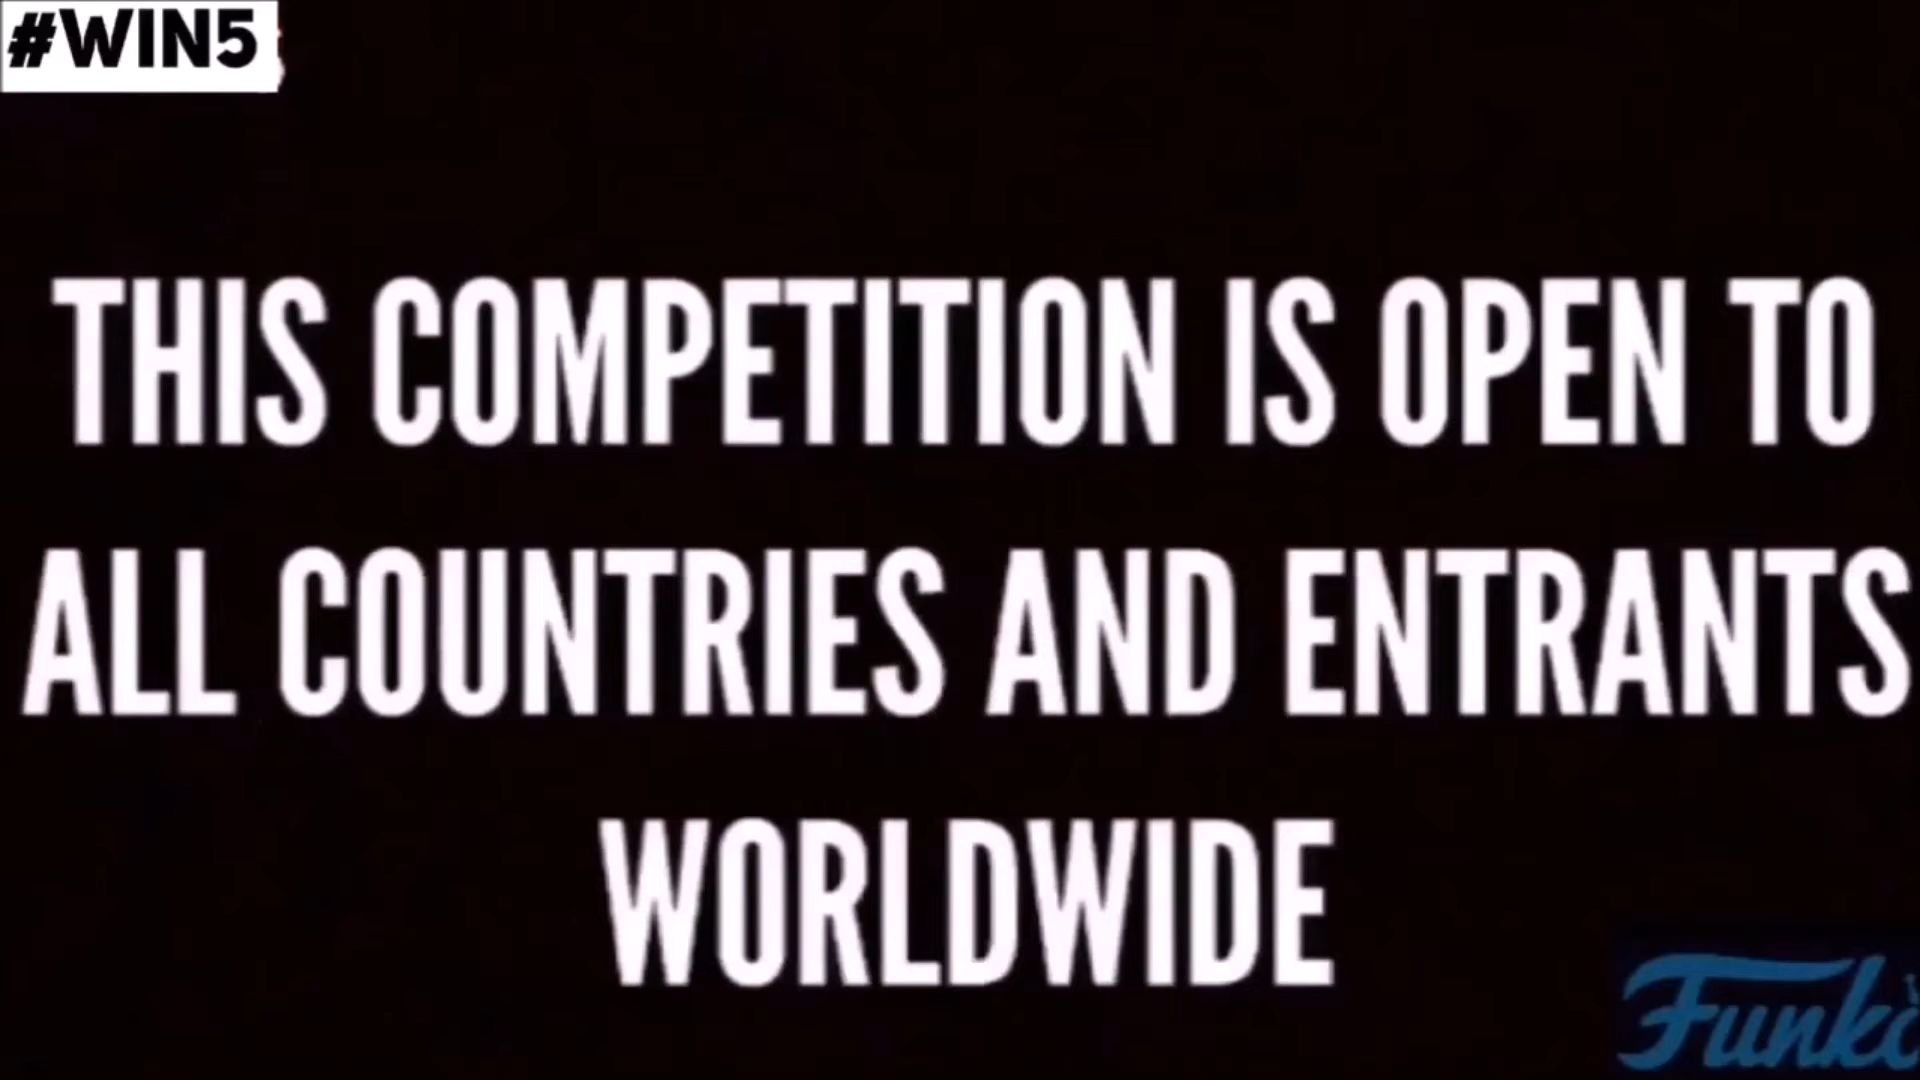 #WIN5
THIS COMPETITION IS OPEN TO
ALL COUNTRIES AND ENTRANTS
WORLDWIDE
Funko